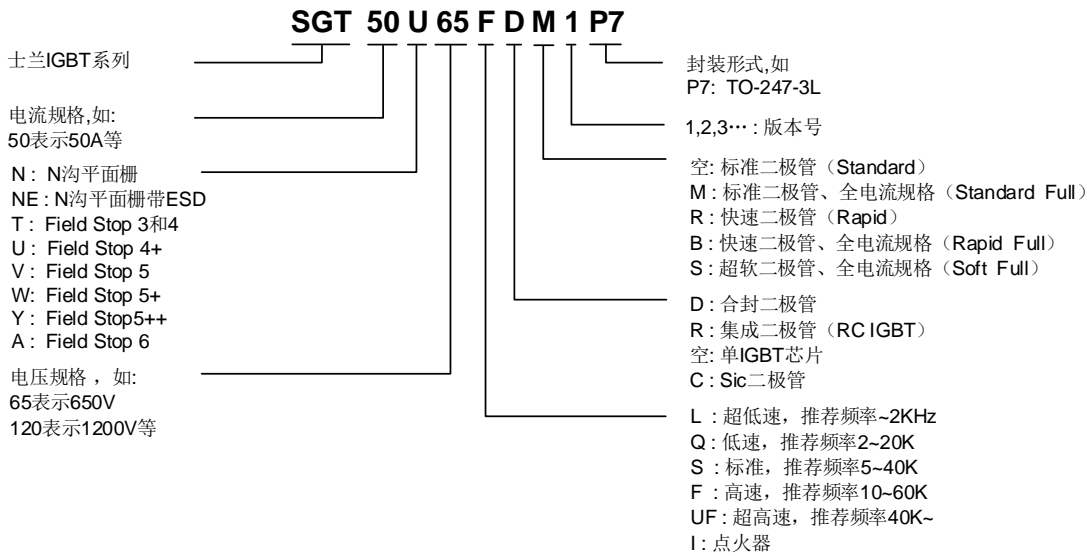 SGT 50 U 65 F D M 1 P7
士兰IGBT系列
电流规格,如:
50表示50A等
N : N沟平面栅
NE : N沟平面栅带ESD
T : Field Stop 3和4
U : Field Stop 4+
V : Field Stop 5
W: Field Stop 5+
Y : Field Stop5++
A : Field Stop 6
电压规格 ，如:
65表示650V
120表示1200V等
封装形式,如
P7: TO-247-3L
1,2,3… : 版本号
空: 标准二极管（Standard）
M : 标准二极管、全电流规格（Standard Full）
R : 快速二极管（Rapid）
B : 快速二极管、全电流规格（Rapid Full）
S : 超软二极管、全电流规格（Soft Full）
D : 合封二极管
R : 集成二极管（RC IGBT）
空: 单IGBT芯片
C : Sic二极管
L : 超低速，推荐频率~2KHz
Q : 低速，推荐频率2~20K
S : 标准，推荐频率5~40K
F : 高速，推荐频率10~60K
UF : 超高速，推荐频率40K~
I : 点火器